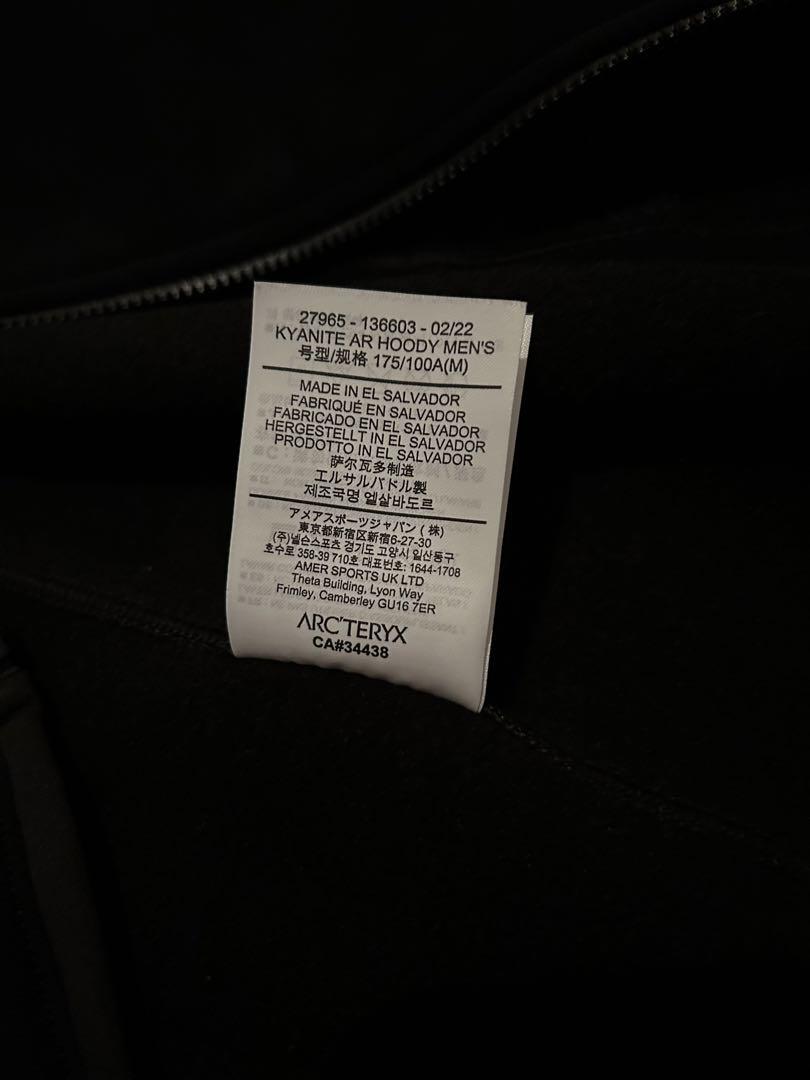 27965 - 136603 - 02/22
KYANITE AR HOODY MEN'S
号型/规格 175/100A(M)
MADE IN EL SALVADOR
FABRIQUÉ EN SALVADOR
FABRICADO EN EL SALVADOR
HERGESTELLT IN EL SALVADOR
PRODOTTO IN EL SALVADOR
萨尔瓦多制造
エルサルバドル製
제조국명 엘살바도르
アメアスポーツジャパン (株)
東京都新宿区新宿6-27-30
(주)넬슨스포츠 경기도 고양시 일산동구
호수로 358-39 710호 대표번호: 1644-1708
AMER SPORTS UK LTD
Theta Building, Lyon Way
Frimley, Camberley GU16 7ER
ARC'TERYX
CA#34438